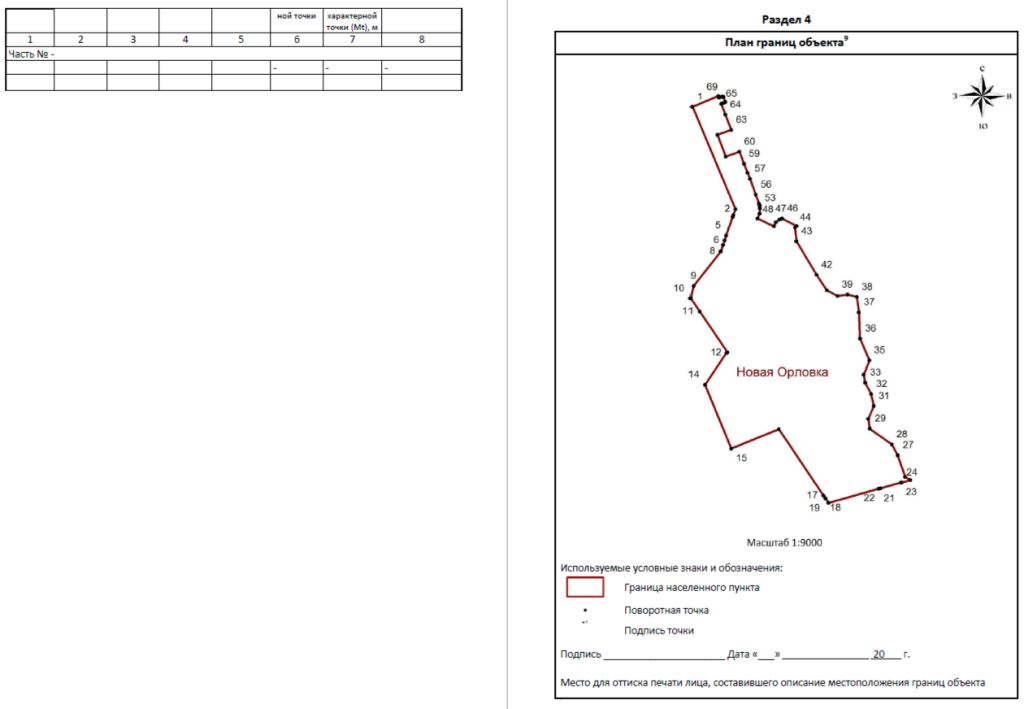 ной точки характерной точки (Mt), м
1 2 3 4 5 6 7 8
Часть № -
- - -
Раздел 4
План границ объекта⁹
С
З В
Ю
69
1 65
64
63
60
59
57
56
53
2 48 47 46
5 44
6 43
8
42
9
10 39 38
11 37
36
12 35
14 Новая Орловка 33
32
31
29
28
15 27
24
17 22 21 23
19 18
Масштаб 1:9000
Используемые условные знаки и обозначения:
Граница населенного пункта
Поворотная точка
Подпись точки
Подпись ________________________ Дата «___» _________________ 20___ г.
Место для оттиска печати лица, составившего описание местоположения границ объекта